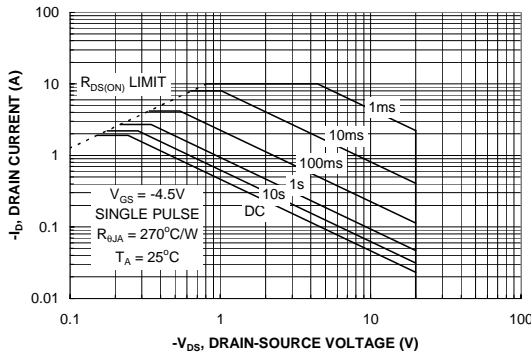 100
10
1
0.1
0.01
-I_D, DRAIN CURRENT (A)
R_DS(ON) LIMIT
1ms
10ms
100ms
1s
10s
DC
V_GS = -4.5V
SINGLE PULSE
R_θJA = 270°C/W
T_A = 25°C
0.1
1
10
100
-V_DS, DRAIN-SOURCE VOLTAGE (V)